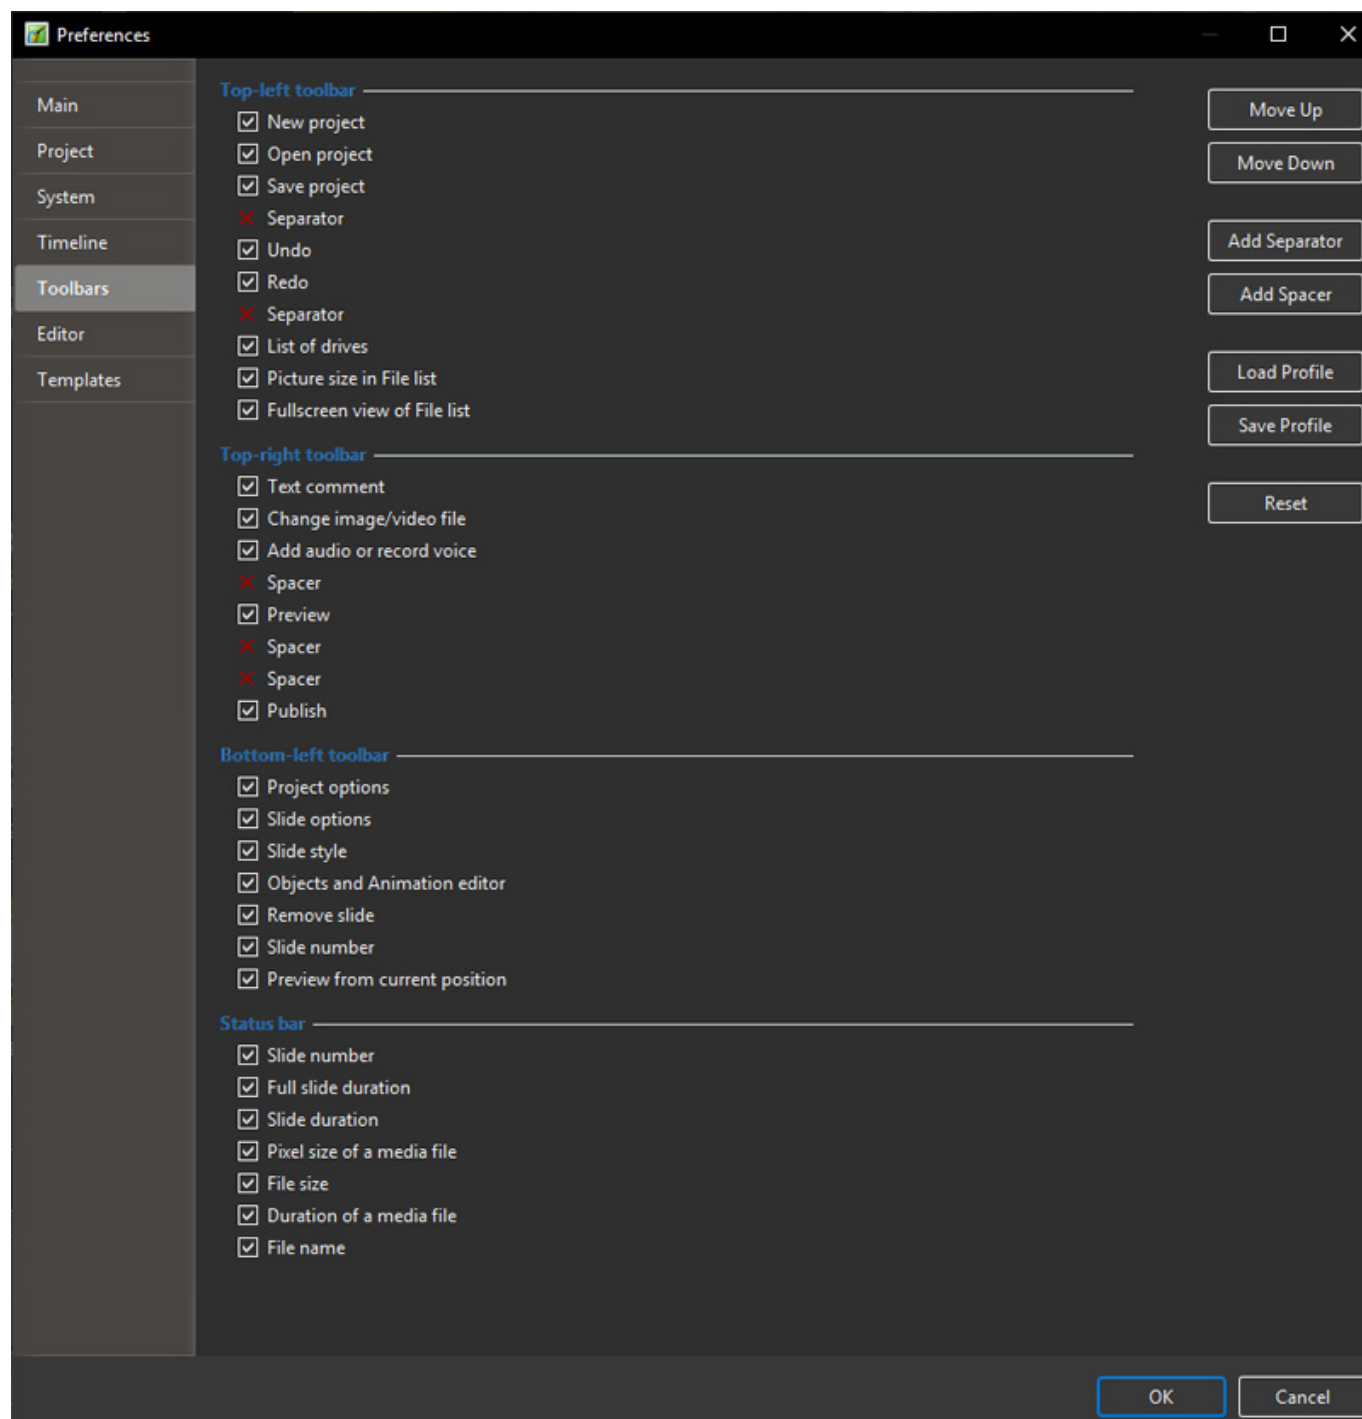 Preferences
Main
Project
System
Timeline
Toolbars
Editor
Templates
Top-left toolbar
New project
Open project
Save project
Separator
Undo
Redo
Separator
List of drives
Picture size in File list
Fullscreen view of File list
Top-right toolbar
Text comment
Change image/video file
Add audio or record voice
Spacer
Preview
Spacer
Spacer
Publish
Bottom-left toolbar
Project options
Slide options
Slide style
Objects and Animation editor
Remove slide
Slide number
Preview from current position
Status bar
Slide number
Full slide duration
Slide duration
Pixel size of a media file
File size
Duration of a media file
File name
Move Up
Move Down
Add Separator
Add Spacer
Load Profile
Save Profile
Reset
OK
Cancel